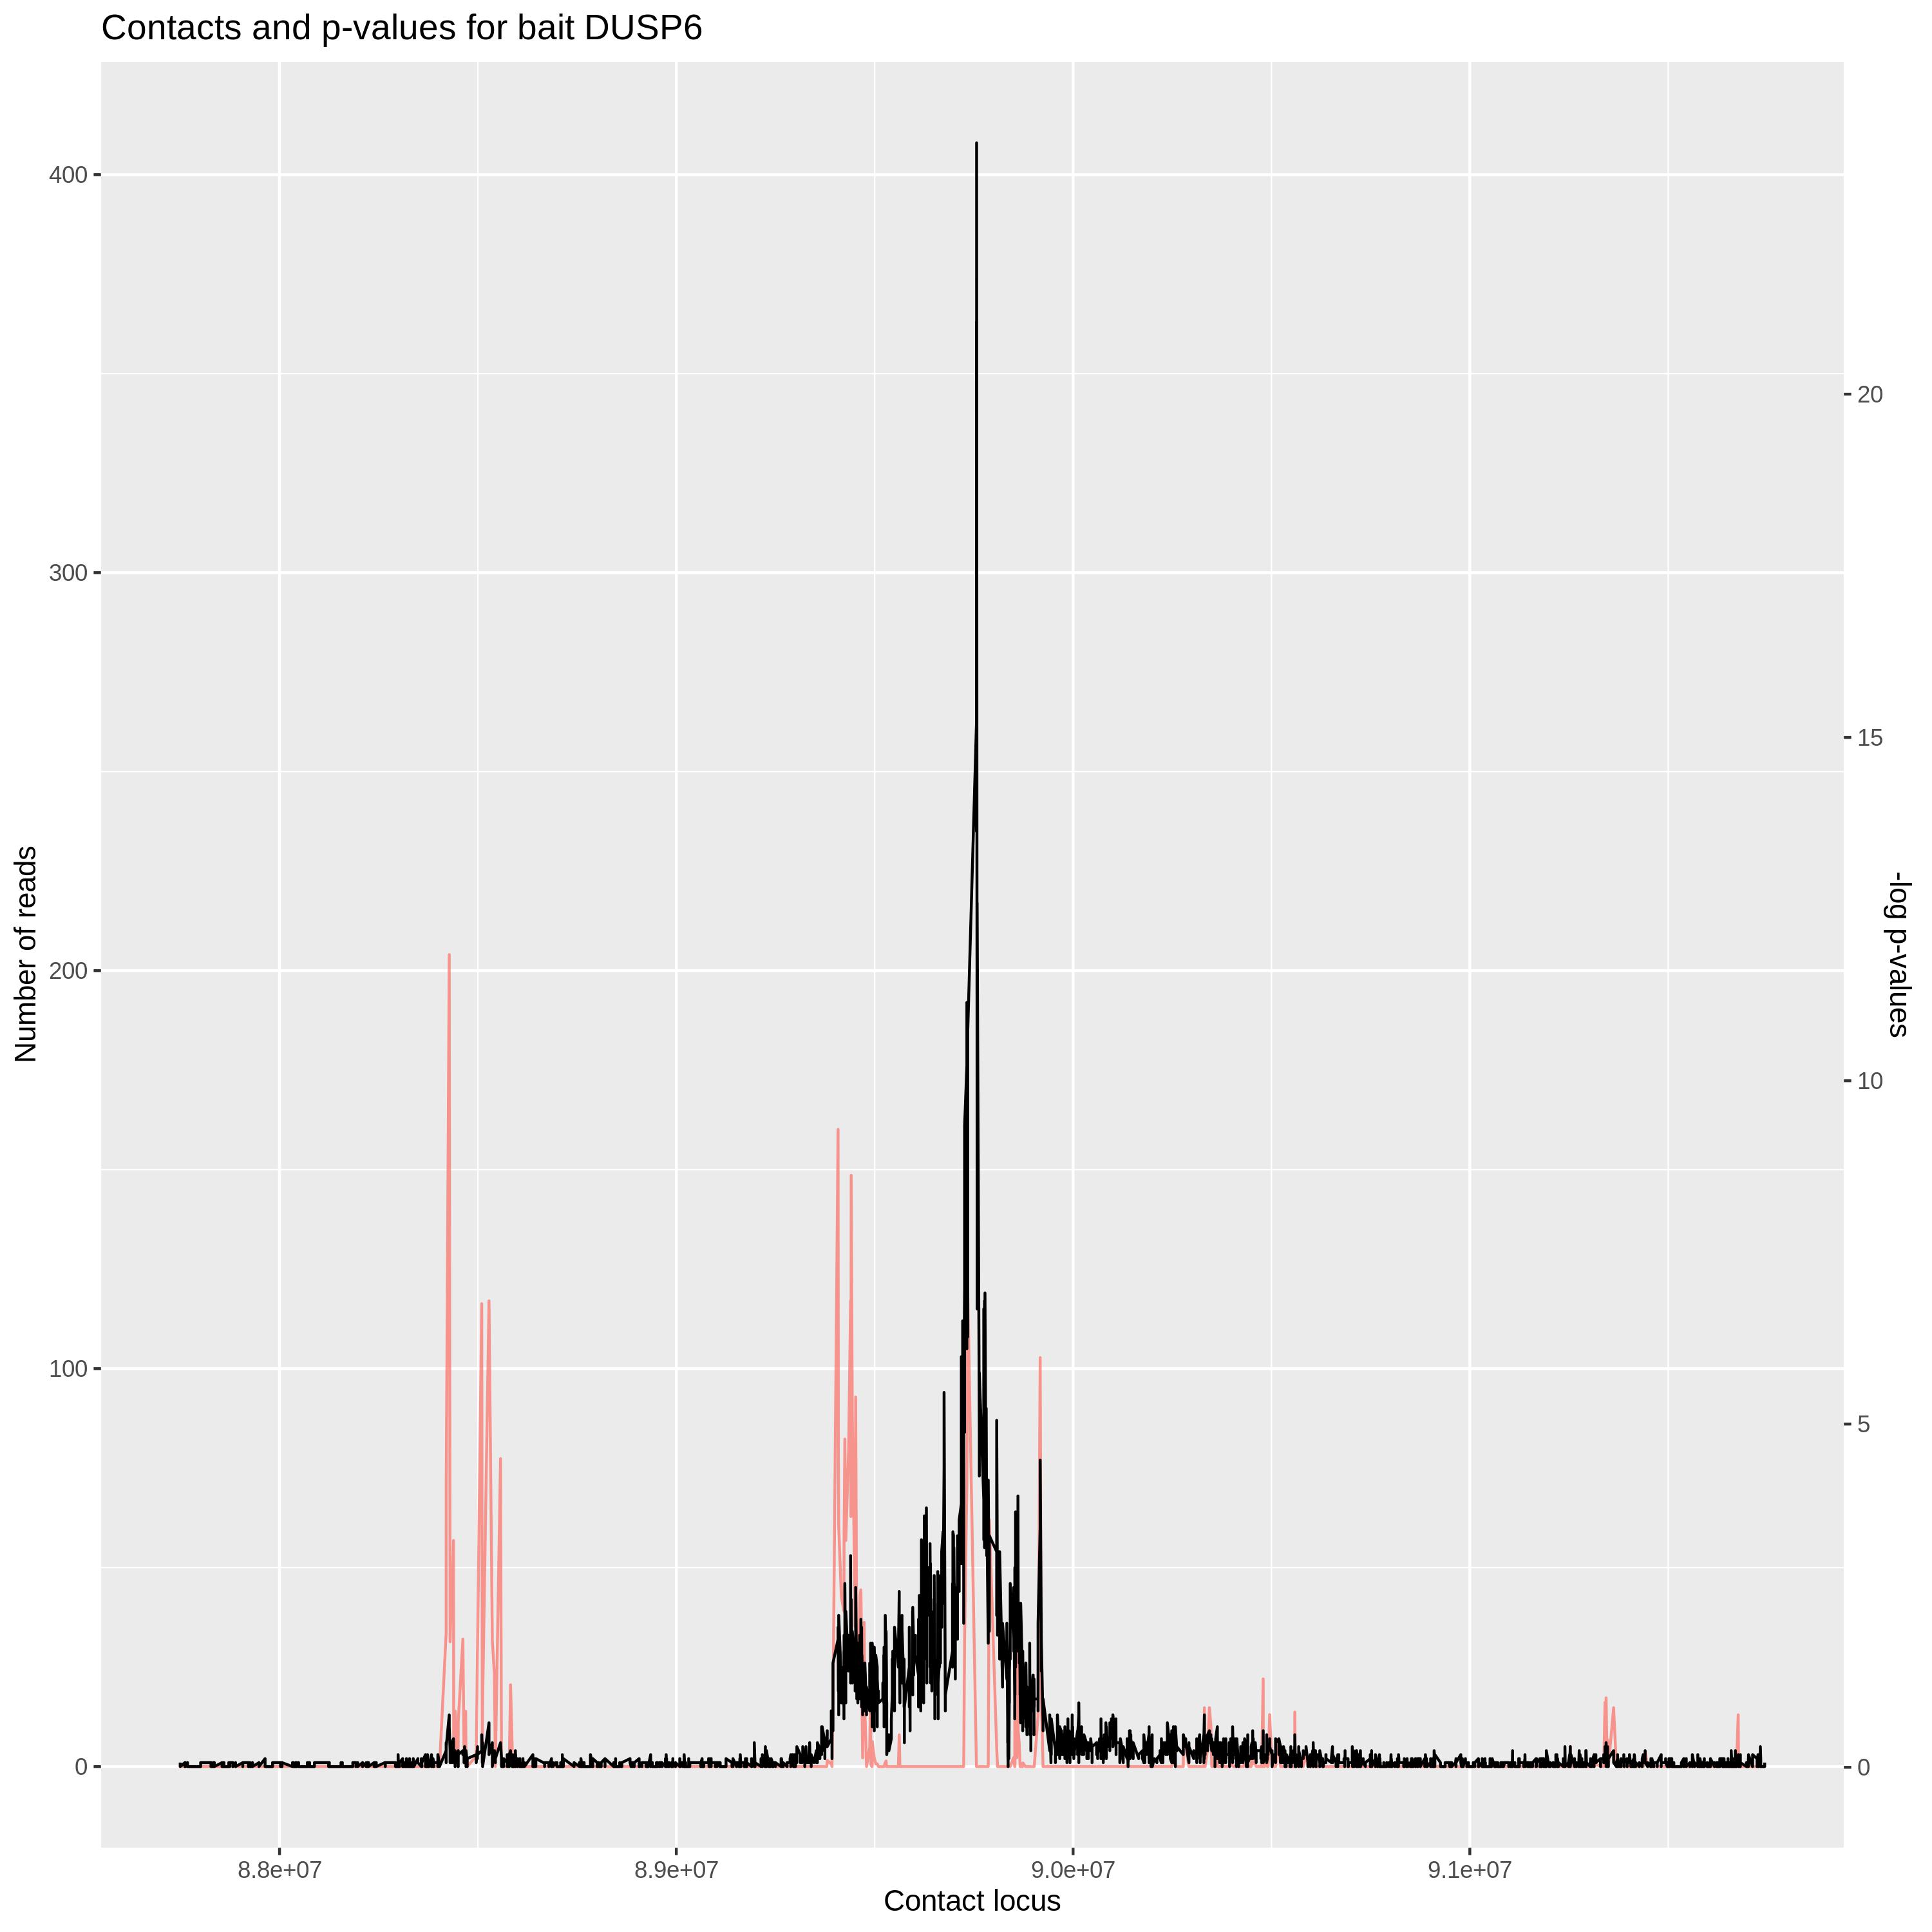 Contacts and p-values for bait DUSP6
400
300
200
100
0
Number of reads
20
15
10
5
0
-log p-values
8.8e+07
8.9e+07
9.0e+07
9.1e+07
Contact locus